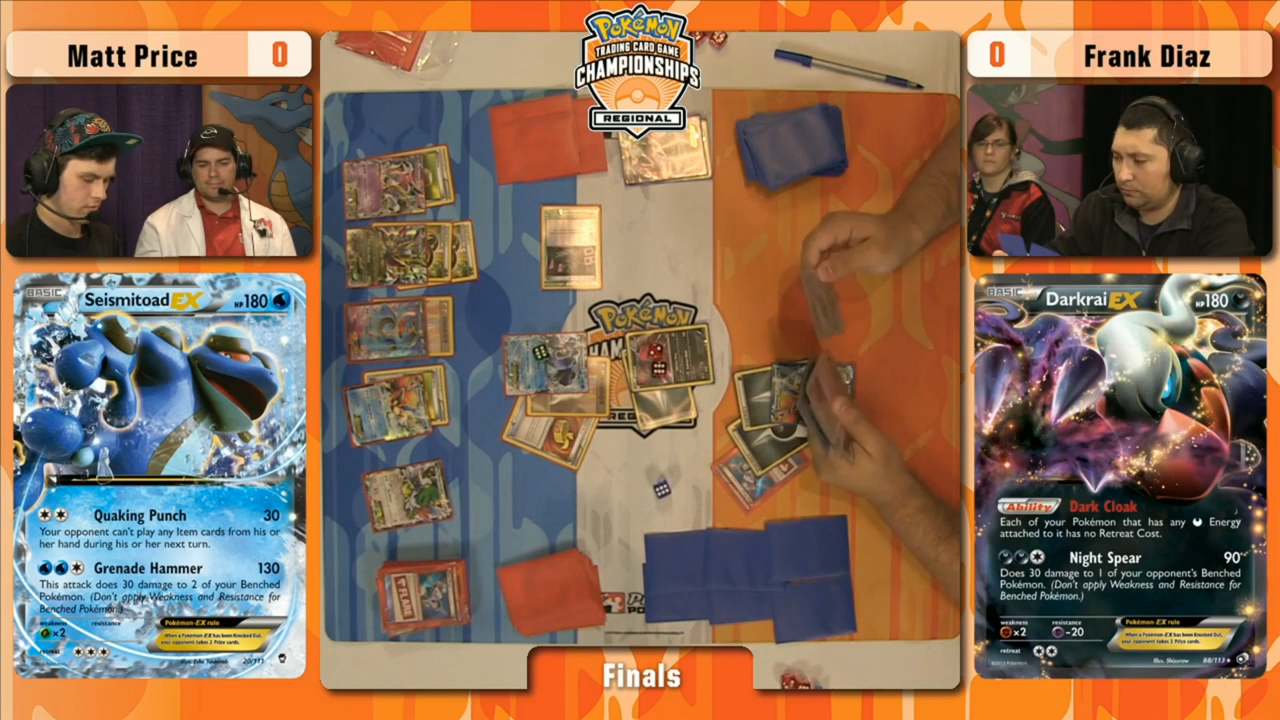 Matt Price
0
Pokémon
TRADING CARD GAME
CHAMPIONSHIPS
REGIONAL
0
Frank Diaz
BASIC
Seismitoad EX
HP180
Quaking Punch 30
Your opponent can't play any Item cards from his or
her hand during his or her next turn.
Grenade Hammer 130
This attack does 30 damage to 2 of your Benched
Pokémon. (Don't apply Weakness and Resistance for
Benched Pokémon.)
weakness
resistance
×2
Pokémon-EX rule
When a Pokémon-EX has been Knocked Out,
your opponent takes 2 Prize cards.
retreat
20/111
Pokémon
REGIONAL
BASIC
Darkrai EX
HP180
Ability Dark Cloak
Each of your Pokémon that has any Energy
attached to it has no Retreat Cost.
Night Spear 90
Does 30 damage to 1 of your opponent's Benched
Pokémon. (Don't apply Weakness and Resistance for
Benched Pokémon.)
weakness
resistance
×2
-20
Pokémon-EX rule
When a Pokémon-EX has been Knocked Out,
your opponent takes 2 Prize cards.
retreat
88/113
Finals